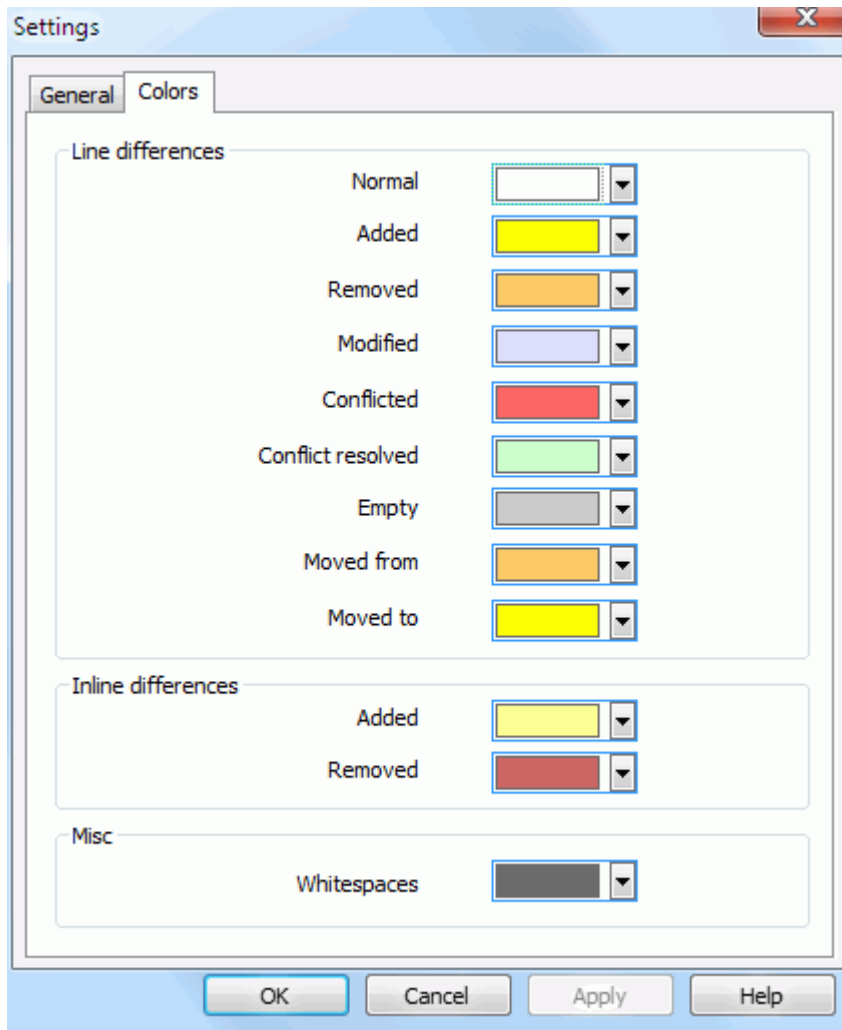 Settings
General Colors
Line differences
Normal
Added
Removed
Modified
Conflicted
Conflict resolved
Empty
Moved from
Moved to
Inline differences
Added
Removed
Misc
Whitespaces
OK Cancel Apply Help